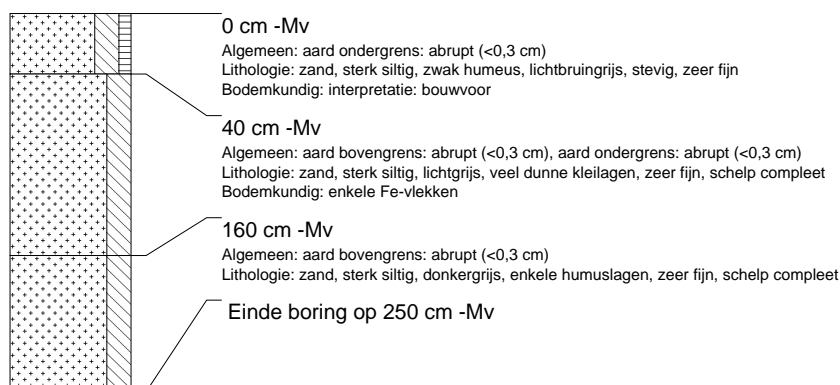 0 cm -Mv
Algemeen: aard ondergrens: abrupt (<0,3 cm)
Lithologie: zand, sterk siltig, zwak humeus, lichtbruingrijs, stevig, zeer fijn
Bodemkundig: interpretatie: bouwvoor
40 cm -Mv
Algemeen: aard bovengrens: abrupt (<0,3 cm), aard ondergrens: abrupt (<0,3 cm)
Lithologie: zand, sterk siltig, lichtgrijs, veel dunne kleilagen, zeer fijn, schelp compleet
Bodemkundig: enkele Fe-vlekken
160 cm -Mv
Algemeen: aard bovengrens: abrupt (<0,3 cm)
Lithologie: zand, sterk siltig, donkergrijs, enkele humuslagen, zeer fijn, schelp compleet
Einde boring op 250 cm -Mv